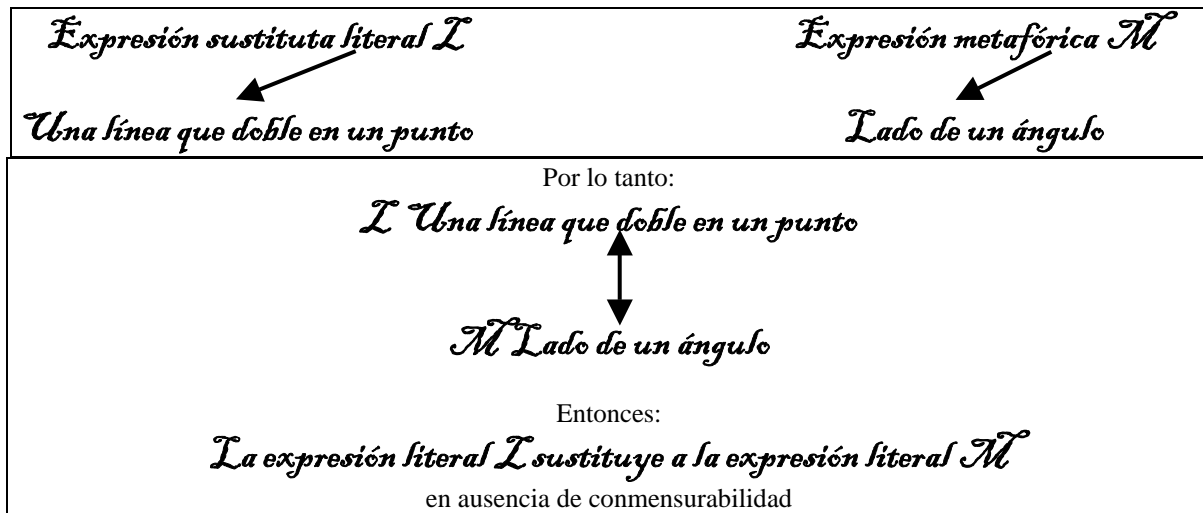 Expresión sustituta literal L Expresión metafórica M
Una línea que doble en un punto Lado de un ángulo
Por lo tanto:
L Una línea que doble en un punto
M Lado de un ángulo
Entonces:
La expresión literal L sustituye a la expresión literal M
en ausencia de conmensurabilidad